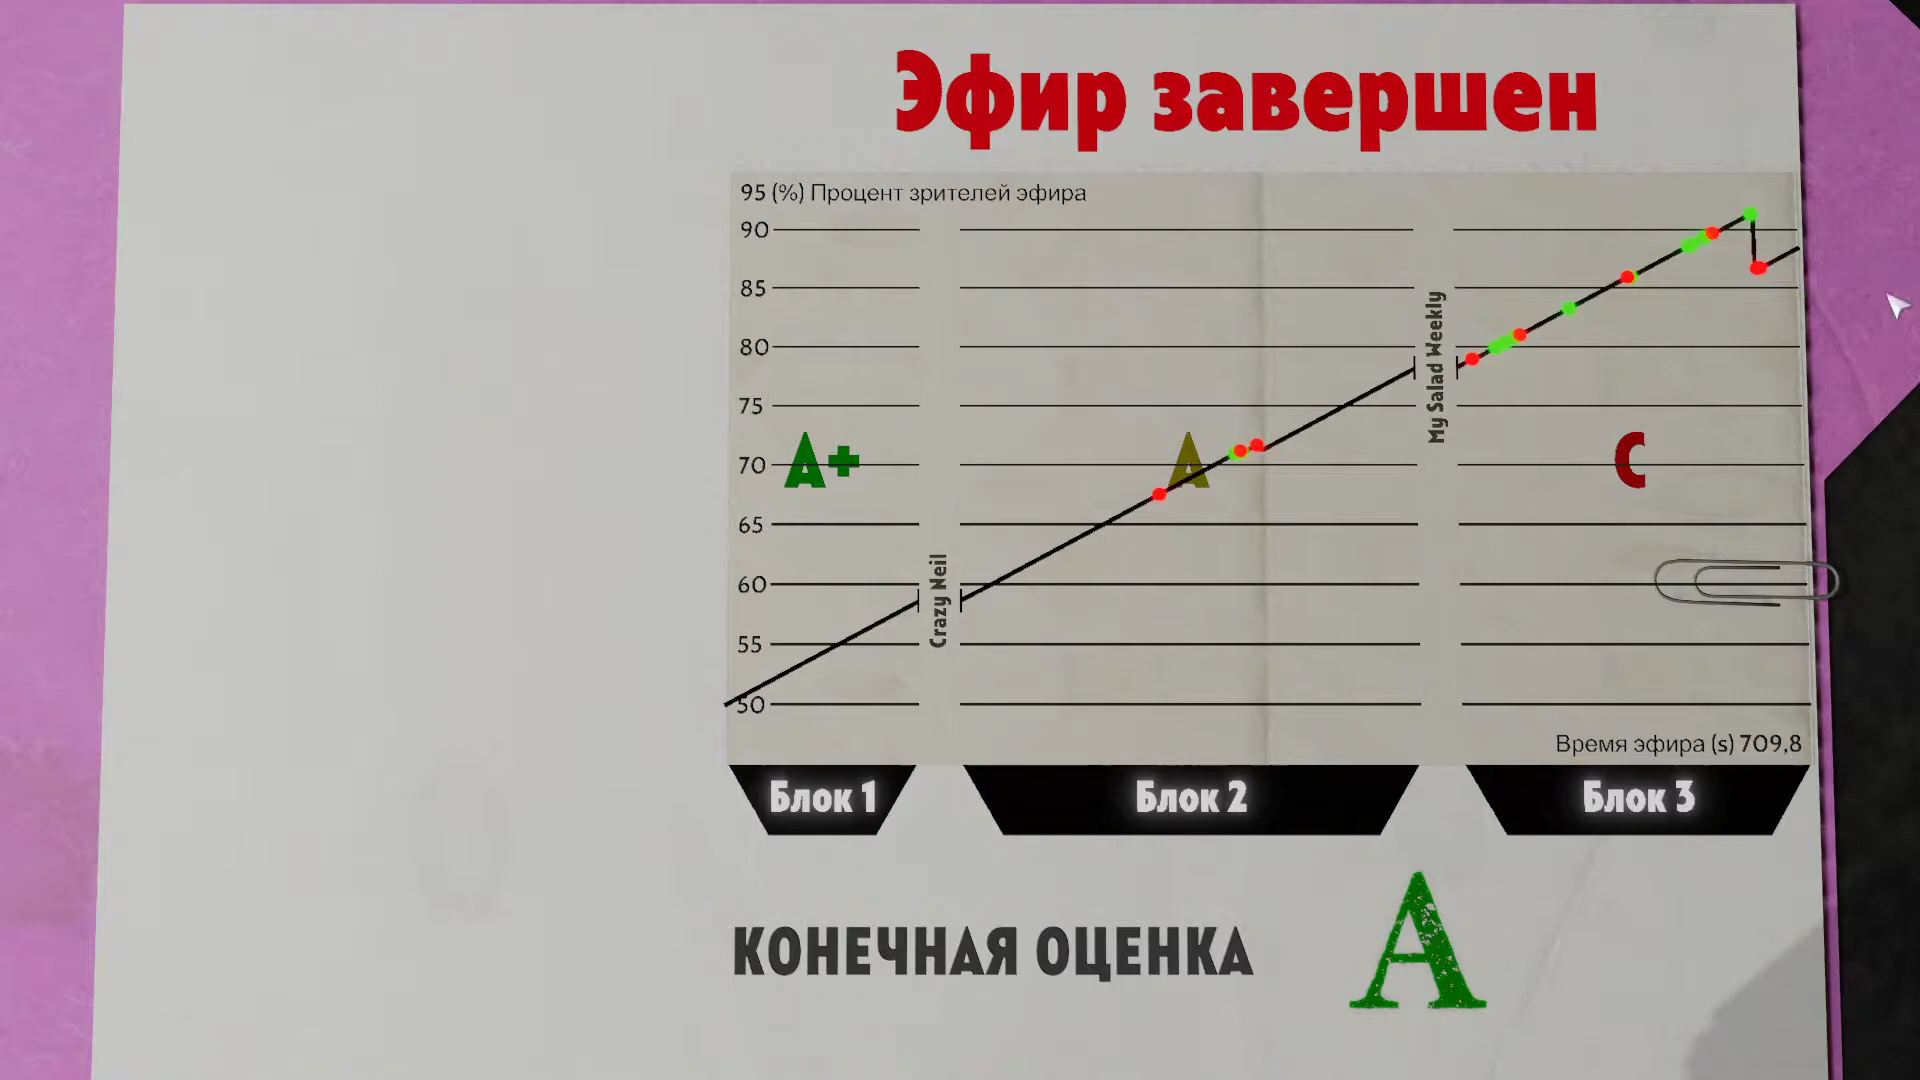 Эфир завершен
95 (%) Процент зрителей эфира
90
85
80
75
70
65
60
55
50
A+
A
C
Crazy Neil
My Salad Weekly
Время эфира (s) 709,8
Блок 1
Блок 2
Блок 3
КОНЕЧНАЯ ОЦЕНКА
A